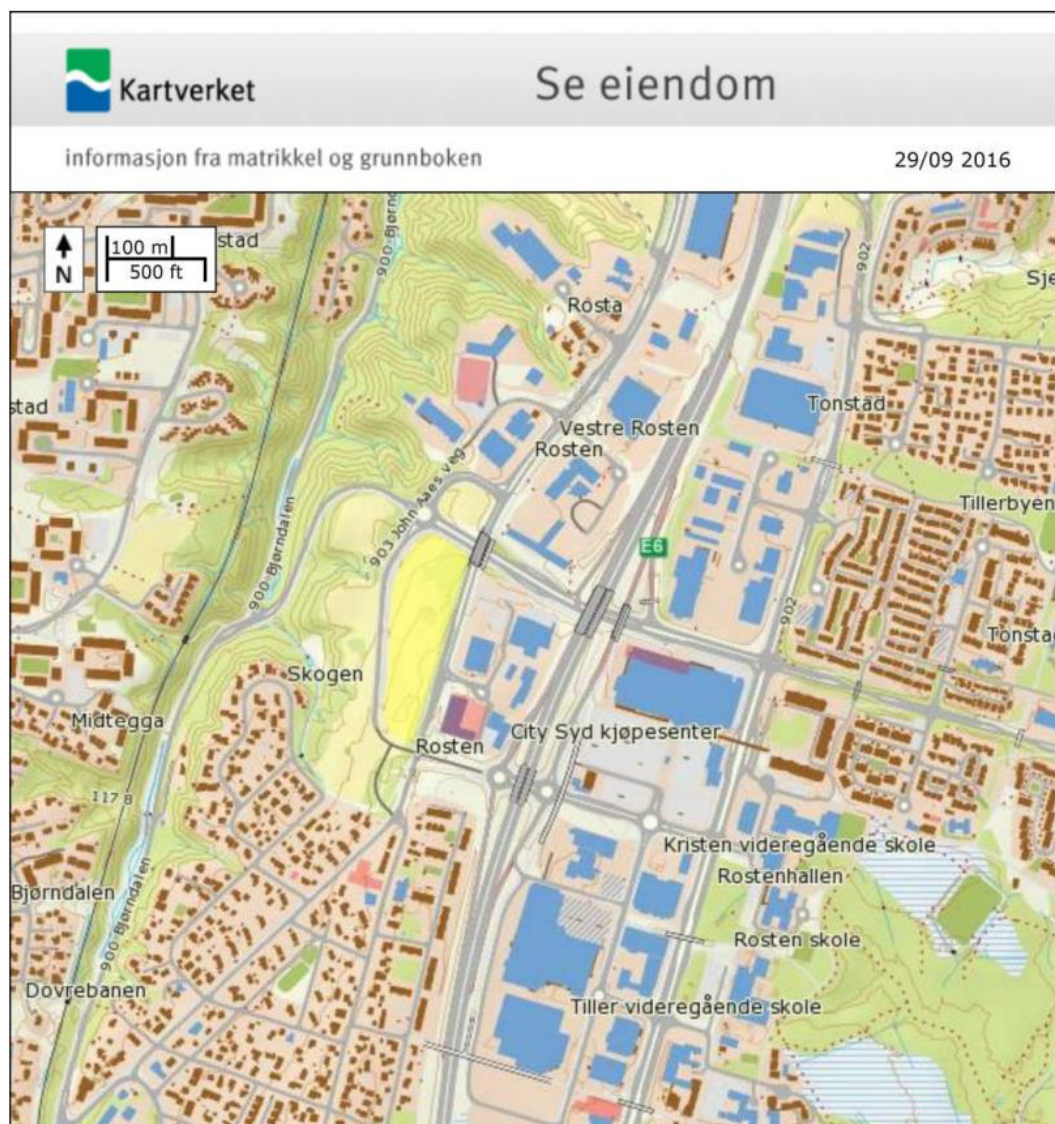 Kartverket
Se eiendom
informasjon fra matrikkel og grunnboken
29/09 2016
N
100 m
500 ft
stad
900 Bjørn
902
Sje
Rosta
stad
Tonstad
Vestre Rosten
Rosten
903 John Aaes veg
Tillerbyen
900 Bjørndalen
E6
902
Tonsta
Skogen
Midtegga
City Syd kjøpesenter
Rosten
117 8
Kristen videregående skole
Bjørndalen
Rostenhallen
900 Bjørndalen
Rosten skole
Dovrebanen
Tiller videregående skole